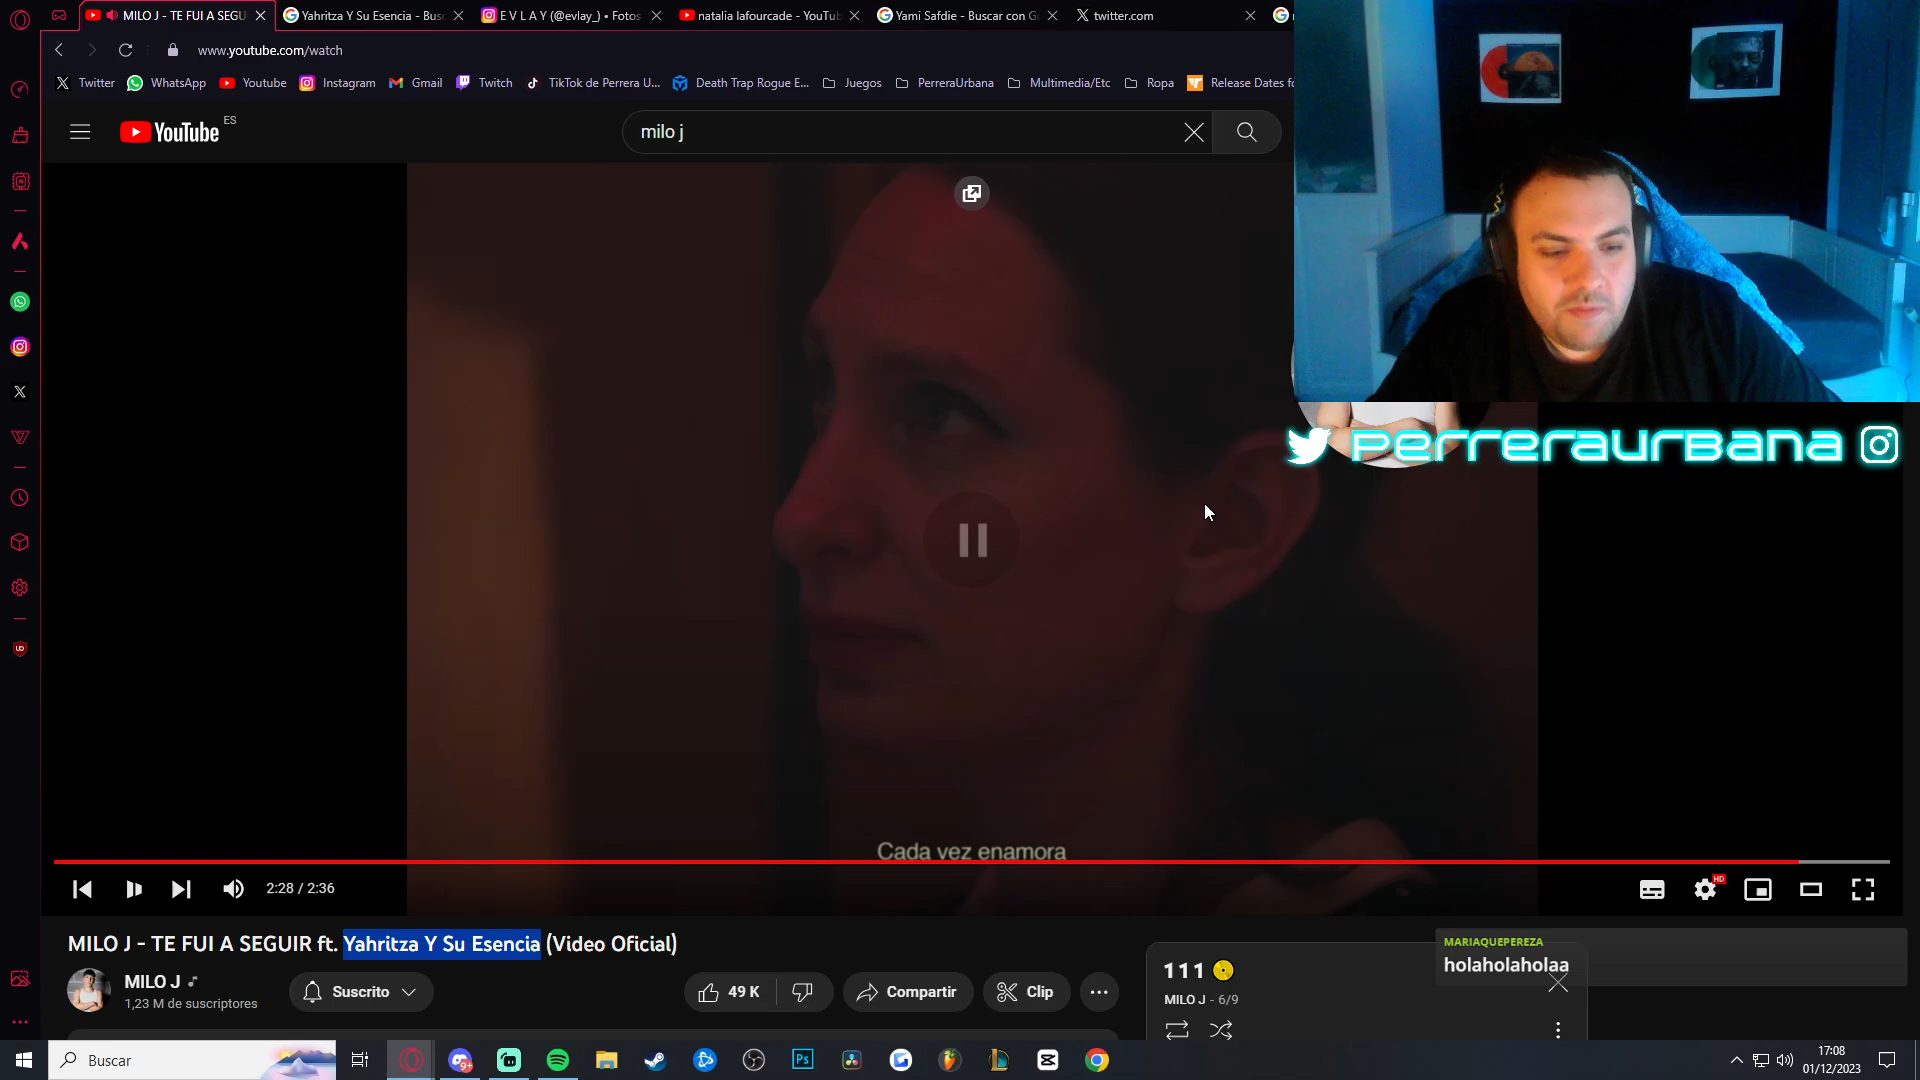 MILO J - TE FUI A SEGUI
Yahritza Y Su Esencia - Bus
E V L A Y (@evlay_) • Fotos
natalia lafourcade - YouTub
Yami Safdie - Buscar con G
twitter.com
www.youtube.com/watch
Twitter
WhatsApp
Youtube
Instagram
Gmail
Twitch
TikTok de Perrera U...
Death Trap Rogue E...
Juegos
PerreraUrbana
Multimedia/Etc
Ropa
Release Dates fo
YouTube ES
milo j
perreraurbana
Cada vez enamora
2:28 / 2:36
HD
MILO J - TE FUI A SEGUIR ft. Yahritza Y Su Esencia (Video Oficial)
MILO J
1,23 M de suscriptores
Suscrito
49 K
Compartir
Clip
111
MILO J - 6/9
MARIAQUEPEREZA
holaholaholaa
Buscar
9+
Ps
17:08
01/12/2023